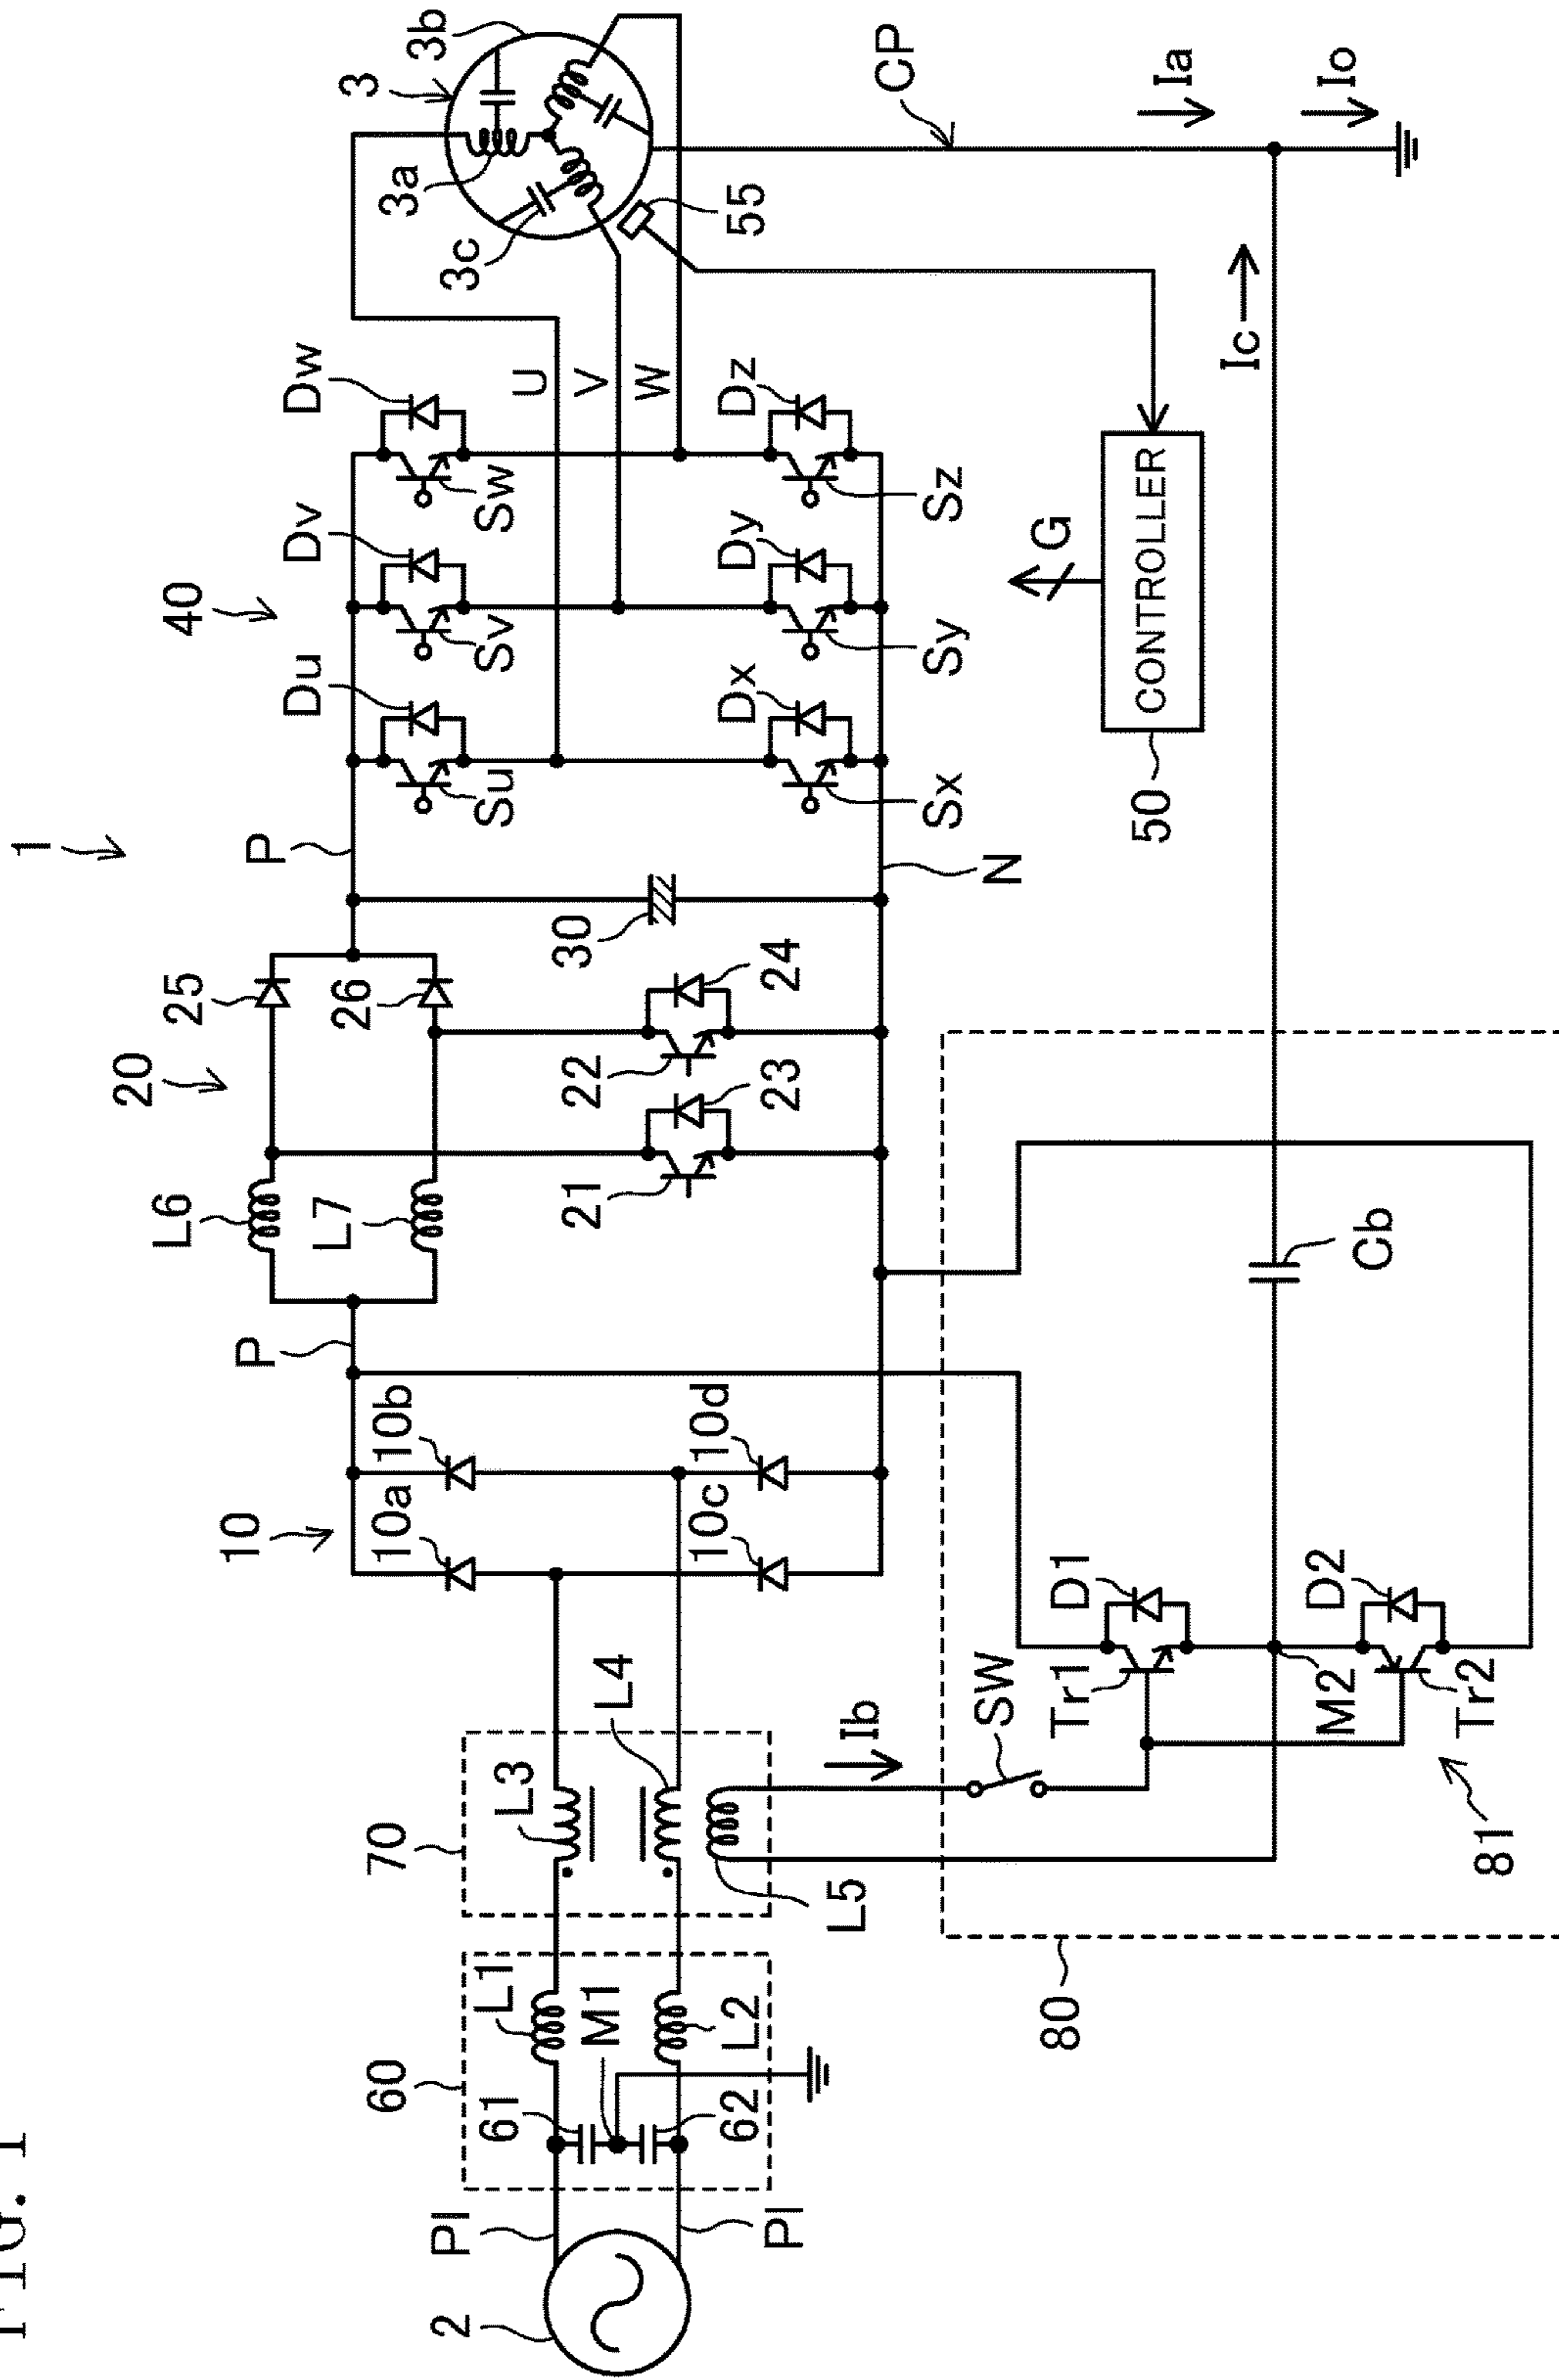 FIG. 1
1
10
20
40
P
P
10a
10b
10c
10d
L6
L7
25
26
21
22
23
24
30
N
Du
Dv
Dw
Su
Sv
Sw
Dx
Dy
Dz
Sx
Sy
Sz
U
V
W
3
3a
3b
3c
55
CP
Ia
Io
Ic
G
CONTROLLER
50
2
Pl
Pl
60
61
62
L1
M1
L2
70
L3
L4
L5
Ib
SW
80
Tr1
D1
M2
Tr2
D2
81
Cb